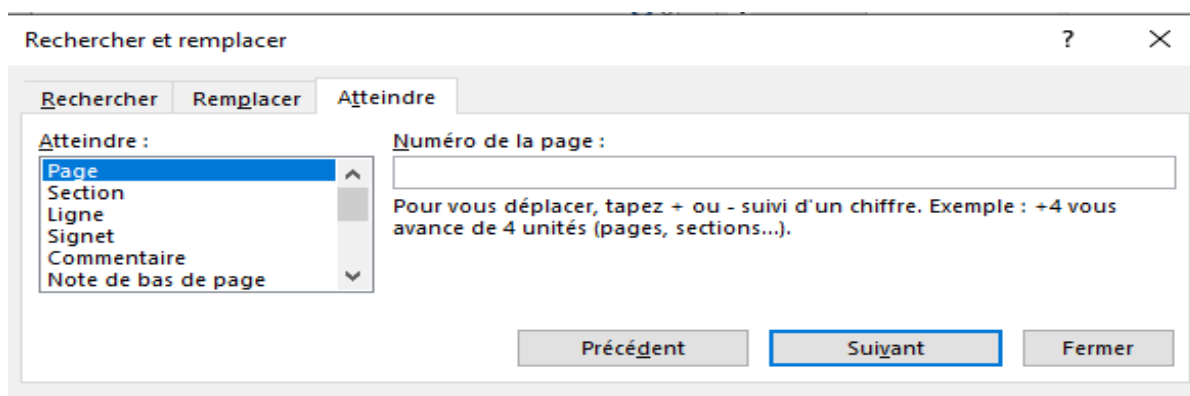 Rechercher et remplacer ?
Rechercher Remplacer Atteindre
Atteindre :
Page
Section
Ligne
Signet
Commentaire
Note de bas de page
Numéro de la page :
Pour vous déplacer, tapez + ou - suivi d'un chiffre. Exemple : +4 vous
avance de 4 unités (pages, sections...).
Précédent Suivant Fermer